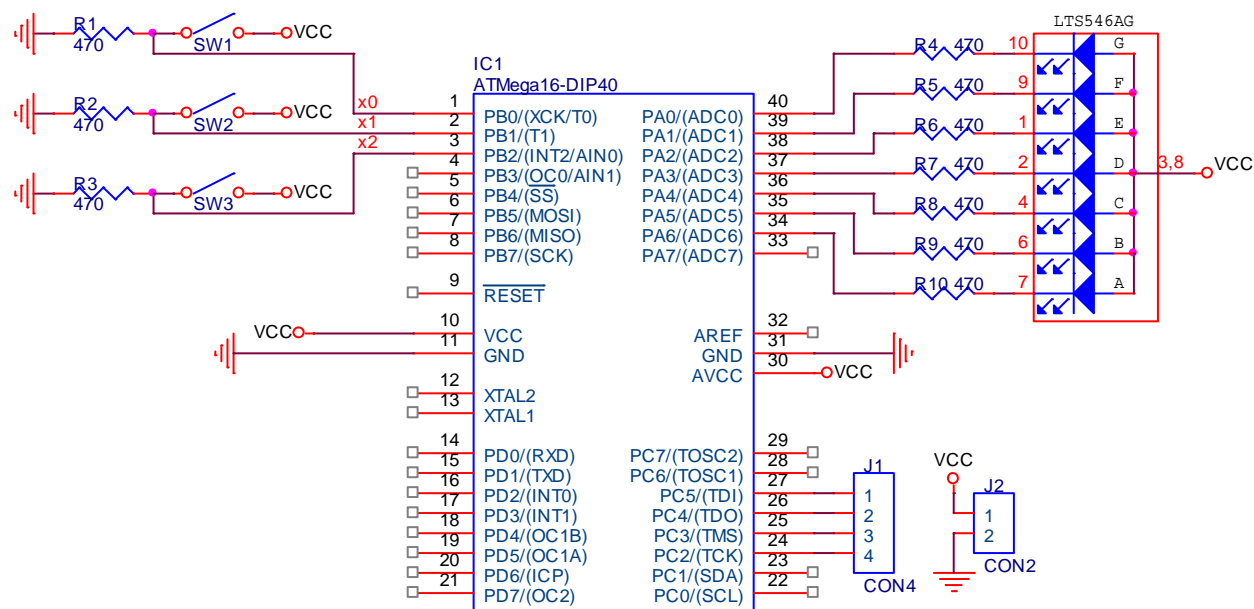 R1
470
SW1
VCC
R2
470
SW2
VCC
R3
470
SW3
VCC
x0
x1
x2
IC1
ATMega16-DIP40
1 PB0/(XCK/T0)
2 PB1/(T1)
3 PB2/(INT2/AIN0)
4 PB3/(OC0/AIN1)
5 PB4/(SS)
6 PB5/(MOSI)
7 PB6/(MISO)
8 PB7/(SCK)
9 RESET
VCC
10 VCC
11 GND
12 XTAL2
13 XTAL1
14 PD0/(RXD)
15 PD1/(TXD)
16 PD2/(INT0)
17 PD3/(INT1)
18 PD4/(OC1B)
19 PD5/(OC1A)
20 PD6/(ICP)
21 PD7/(OC2)
PA0/(ADC0) 40
PA1/(ADC1) 39
PA2/(ADC2) 38
PA3/(ADC3) 37
PA4/(ADC4) 36
PA5/(ADC5) 35
PA6/(ADC6) 34
PA7/(ADC7) 33
AREF 32
GND 31
AVCC 30
VCC
PC7/(TOSC2) 29
PC6/(TOSC1) 28
PC5/(TDI) 27
PC4/(TDO) 26
PC3/(TMS) 25
PC2/(TCK) 24
PC1/(SDA) 23
PC0/(SCL) 22
R4 470
R5 470
R6 470
R7 470
R8 470
R9 470
R10 470
LTS546AG
10 G
9 F
1 E
2 D
4 C
6 B
7 A
3,8
VCC
J1
1
2
3
4
CON4
VCC
J2
1
2
CON2